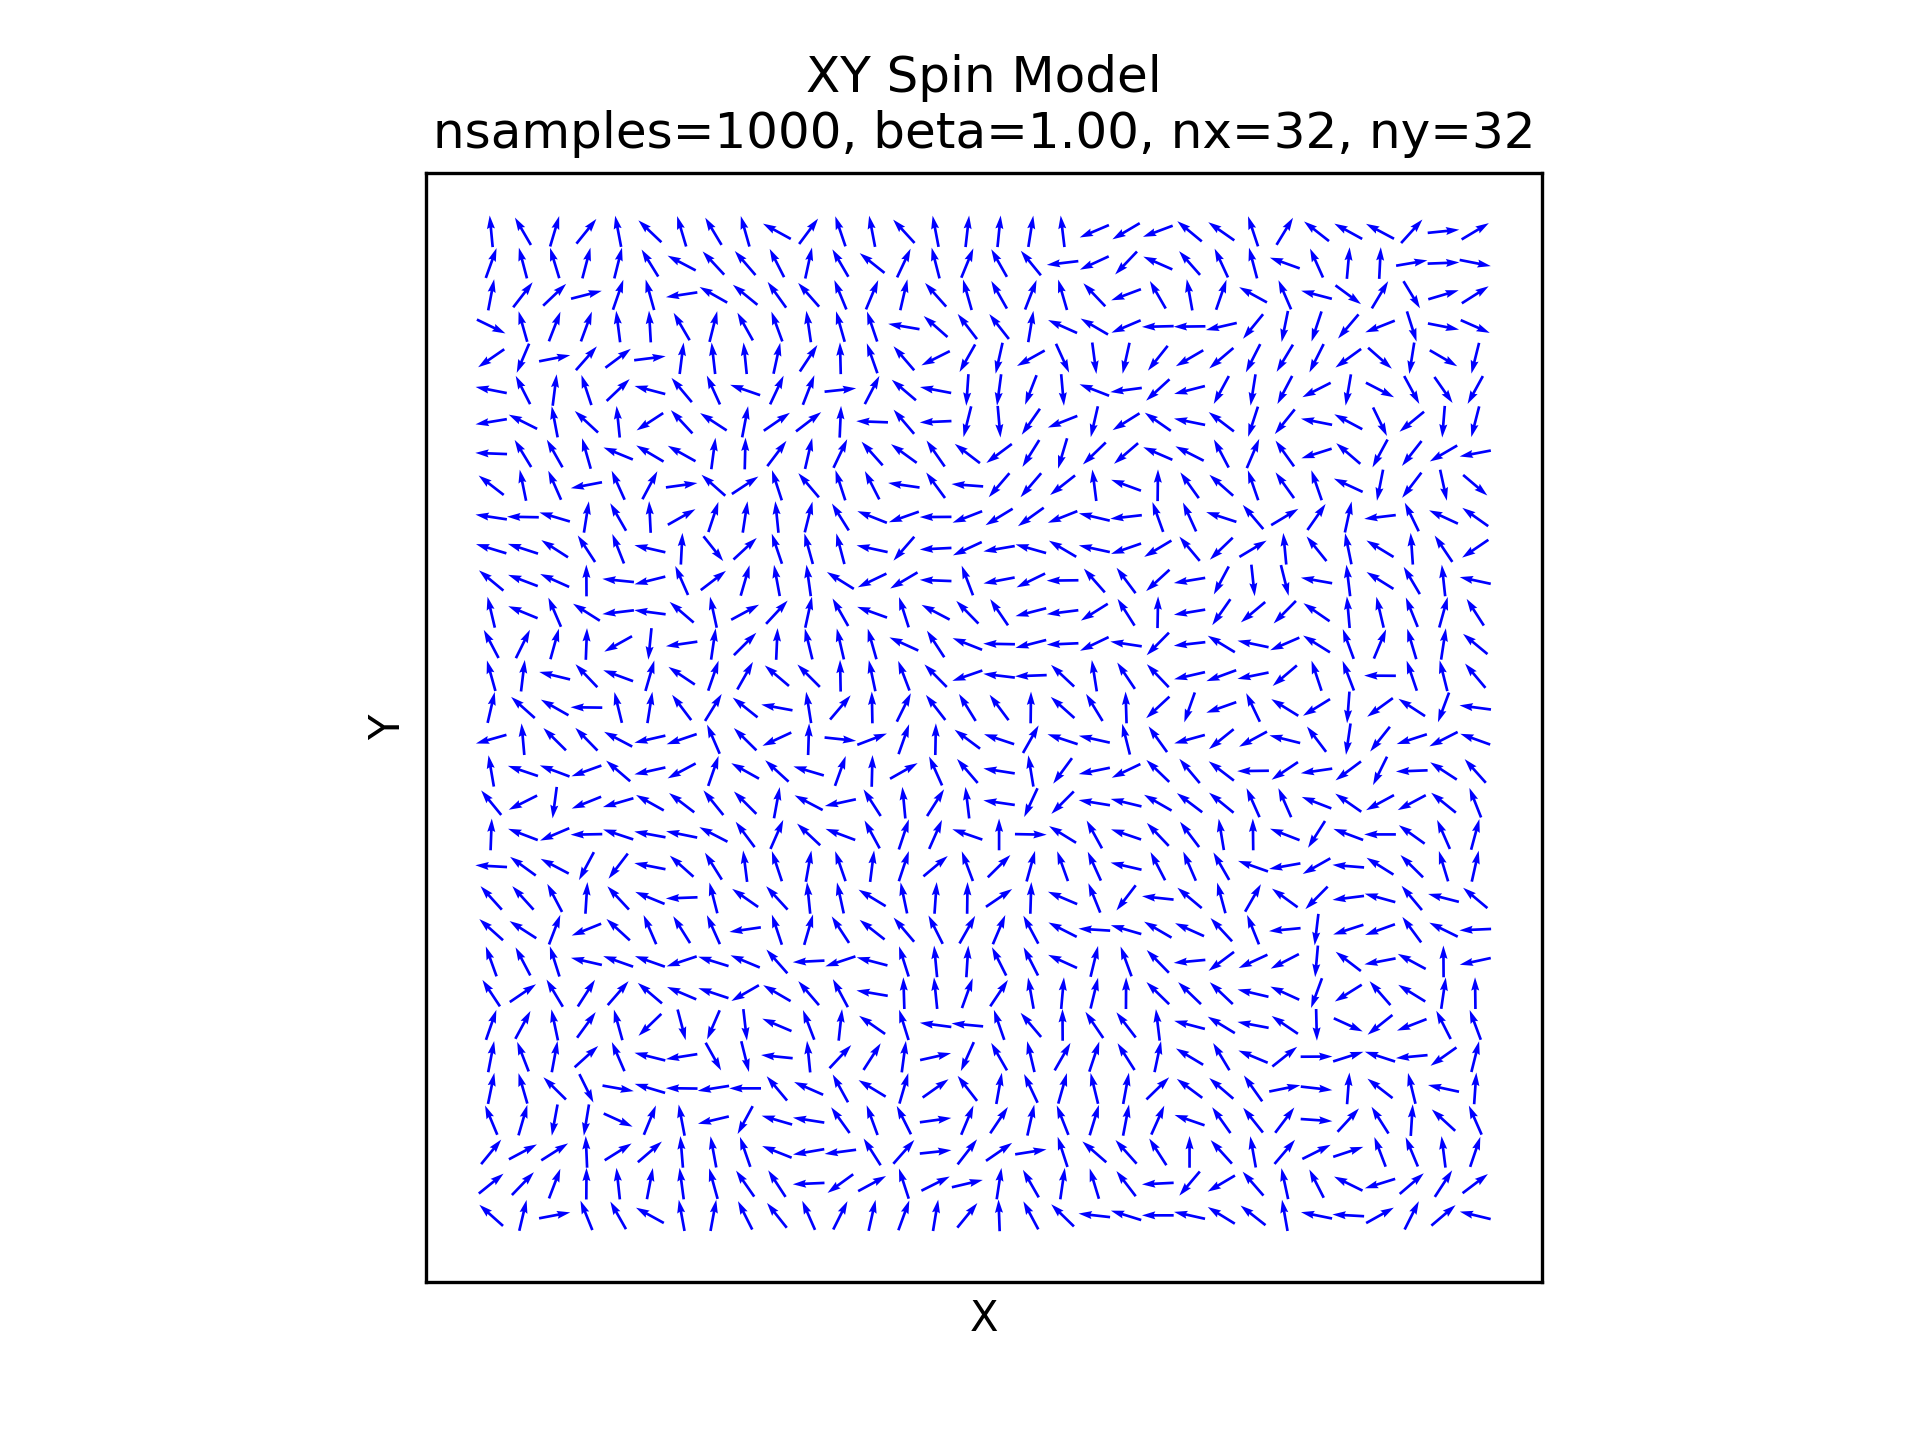 XY Spin Model
nsamples=1000, beta=1.00, nx=32, ny=32
Y
X